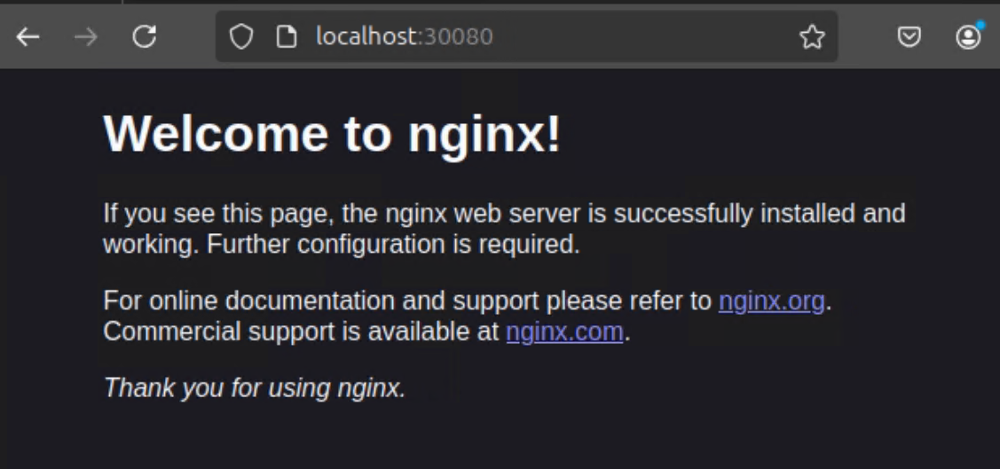 localhost:30080
Welcome to nginx!
If you see this page, the nginx web server is successfully installed and
working. Further configuration is required.
For online documentation and support please refer to nginx.org.
Commercial support is available at nginx.com.
Thank you for using nginx.